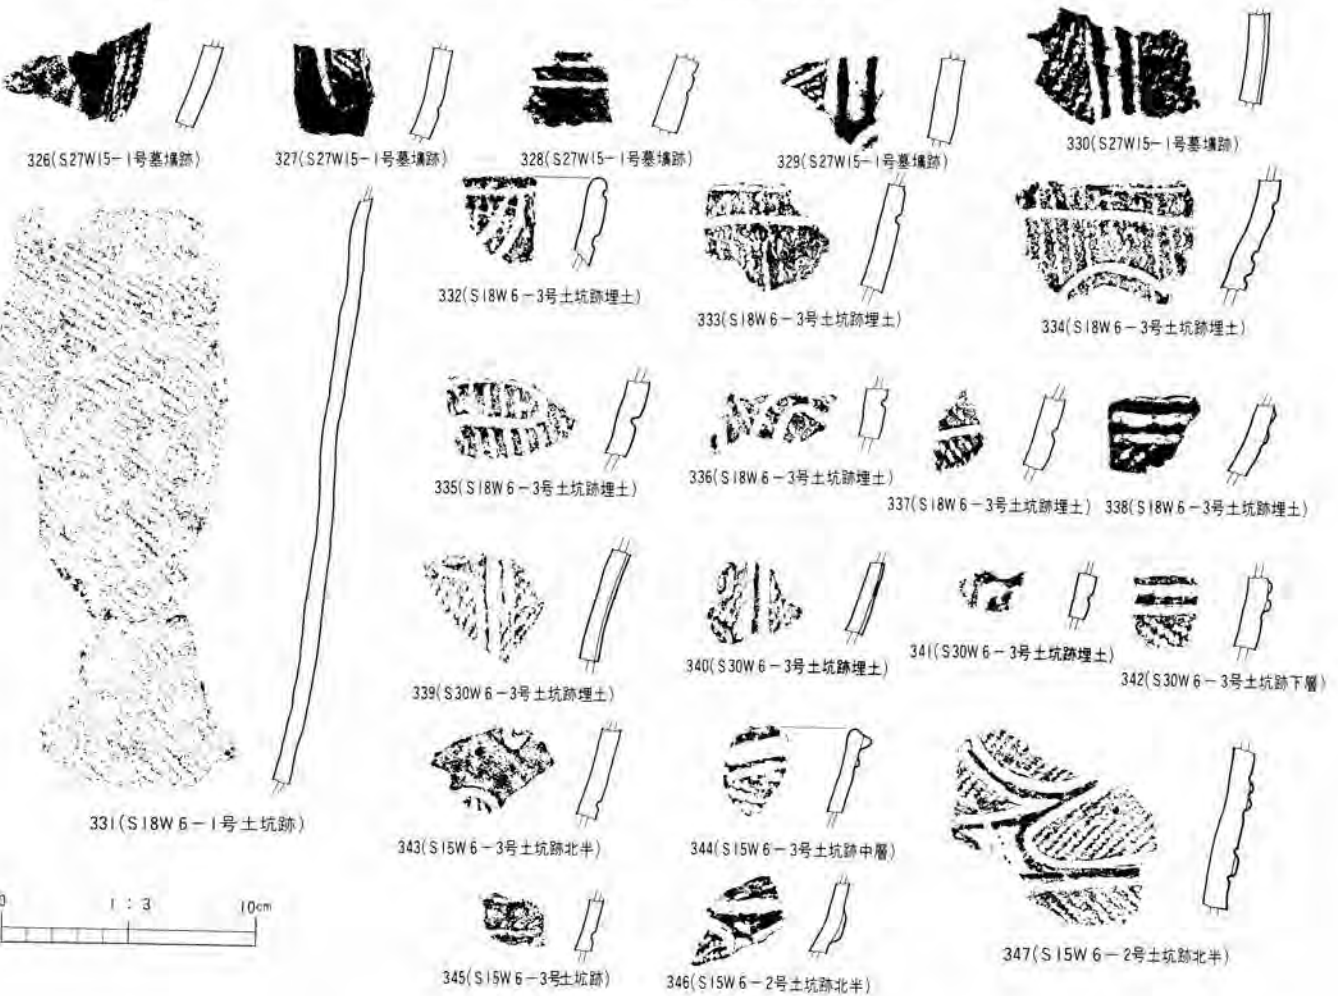 326(S27W15-1号墓壙跡)
327(S27W15-1号墓壙跡)
328(S27W15-1号墓壙跡)
329(S27W15-1号墓壙跡)
330(S27W15-1号墓壙跡)
331(S18W6-1号土坑跡)
332(S18W6-3号土坑跡埋土)
333(S18W6-3号土坑跡埋土)
334(S18W6-3号土坑跡埋土)
335(S18W6-3号土坑跡埋土)
336(S18W6-3号土坑跡埋土)
337(S18W6-3号土坑跡埋土)
338(S18W6-3号土坑跡埋土)
339(S30W6-3号土坑跡埋土)
340(S30W6-3号土坑跡埋土)
341(S30W6-3号土坑跡埋土)
342(S30W6-3号土坑跡下層)
343(S15W6-3号土坑跡北半)
344(S15W6-3号土坑跡中層)
345(S15W6-3号土坑跡)
346(S15W6-2号土坑跡北半)
347(S15W6-2号土坑跡北半)
0 1:3 10cm